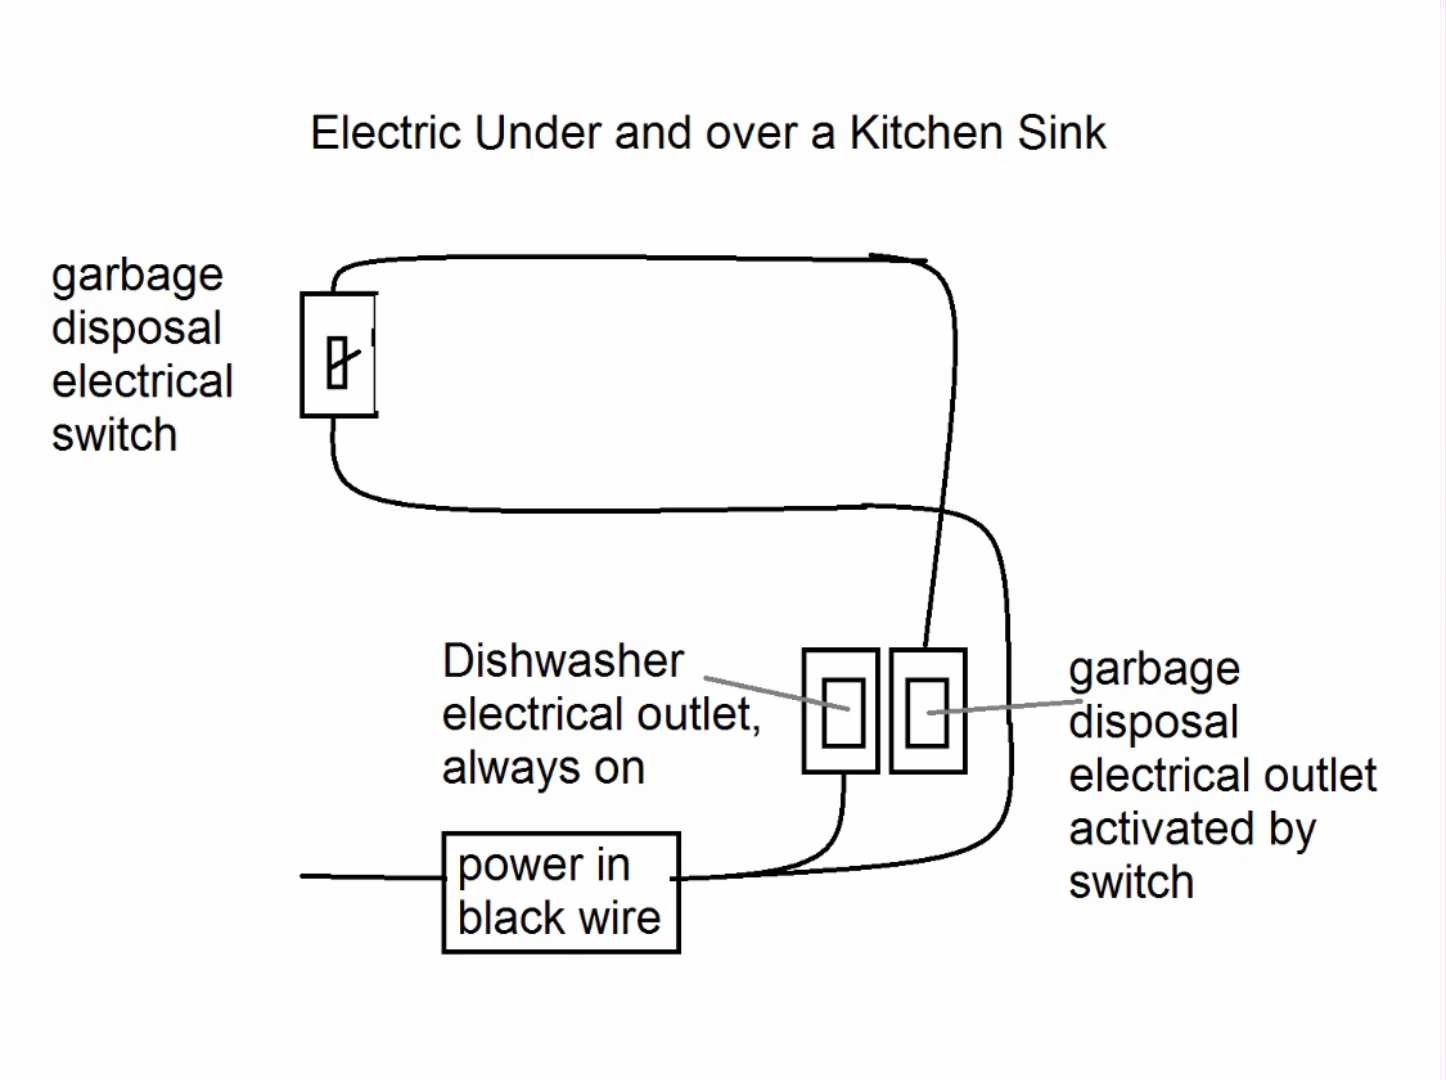 Electric Under and over a Kitchen Sink
garbage
disposal
electrical
switch
Dishwasher
electrical outlet,
always on
garbage
disposal
electrical outlet
activated by
switch
power in
black wire